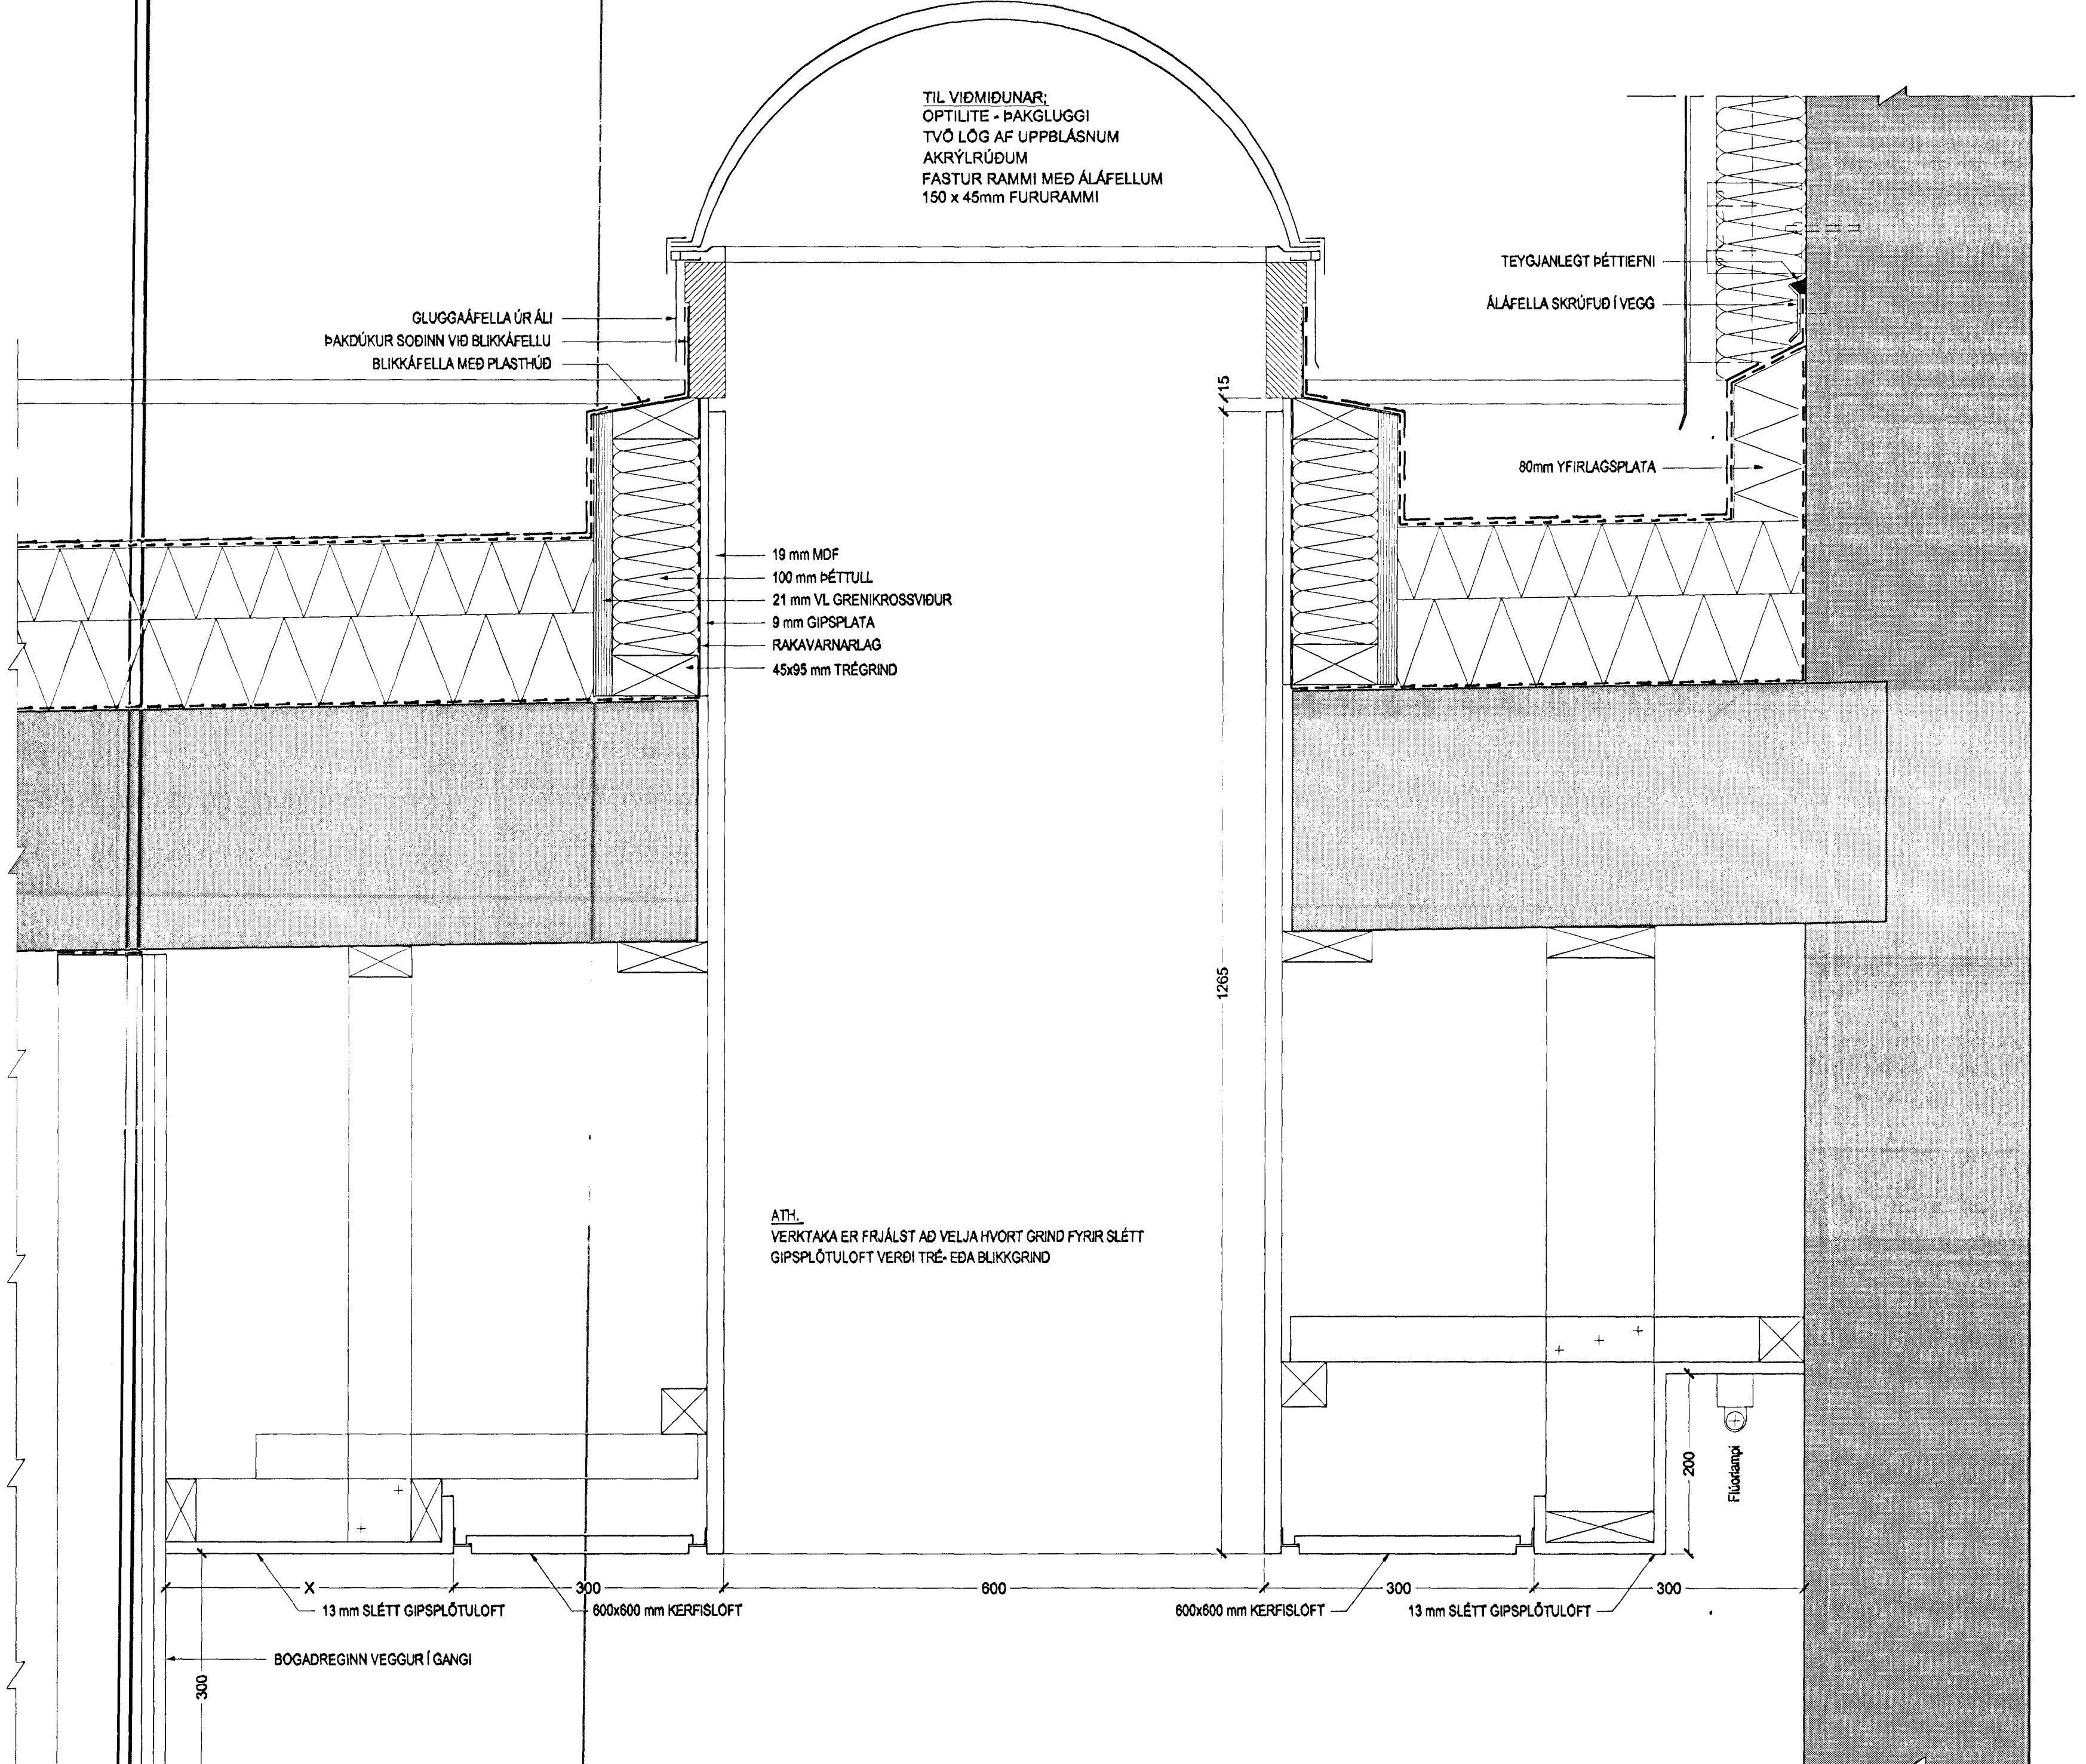 TIL VIÐMIÐUNAR;
OPTILITE - ÞAKGLUGGI
TVÖ LÖG AF UPPBLÁSNUM
AKRÝLRÚÐUM
FASTUR RAMMI MEÐ ÁLÁFELLUM
150 x 45mm FURURAMMI
TEYGJANLEGT ÞÉTTIEFNI
ÁLÁFELLA SKRÚFUÐ Í VEGG
GLUGGAÁFELLA ÚR ÁLI
ÞAKDÚKUR SOÐINN VIÐ BLIKKÁFELLU
BLIKKÁFELLA MEÐ PLASTHÚÐ
15
80mm YFIRLAGSPLATA
19 mm MDF
100 mm ÞÉTTULL
21 mm VL GRENIKROSSVIÐUR
9 mm GIPSPLATA
RAKAVARNARLAG
45x95 mm TRÉGRIND
1265
ATH.
VERKTAKA ER FRJÁLST AÐ VELJA HVORT GRIND FYRIR SLÉTT
GIPSPLÖTULOFT VERÐI TRÉ- EÐA BLIKKGRIND
200
Flúorlampi
X
300
600
300
300
13 mm SLÉTT GIPSPLÖTULOFT
600x600 mm KERFISLOFT
600x600 mm KERFISLOFT
13 mm SLÉTT GIPSPLÖTULOFT
BOGADREGINN VEGGUR Í GANGI
300